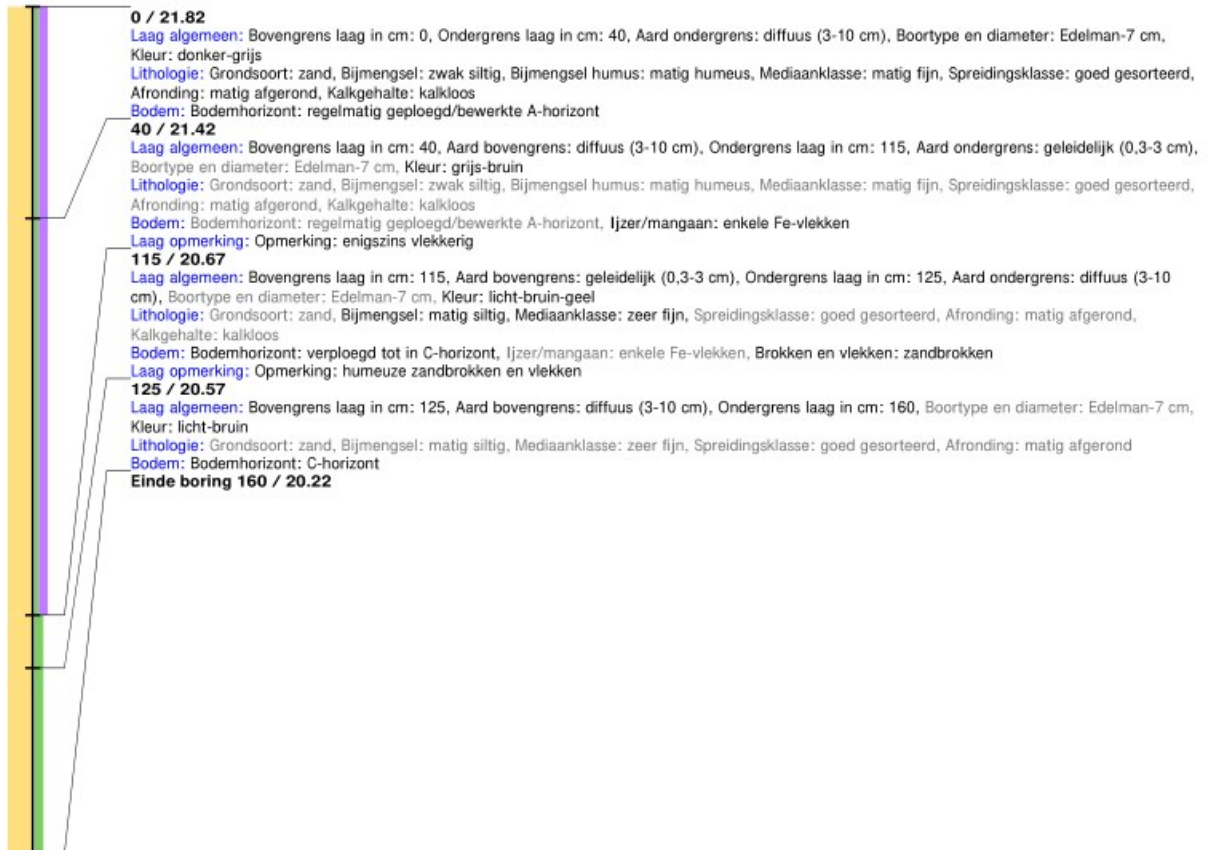 0 / 21.82
Laag algemeen: Bovengrens laag in cm: 0, Ondergrens laag in cm: 40, Aard ondergrens: diffuus (3-10 cm), Boortype en diameter: Edelman-7 cm,
Kleur: donker-grijs
Lithologie: Grondsoort: zand, Bijmengsel: zwak siltig, Bijmengsel humus: matig humeus, Mediaanklasse: matig fijn, Spreidingsklasse: goed gesorteerd,
Afronding: matig afgerond, Kalkgehalte: kalkloos
Bodem: Bodemhorizont: regelmatig geploegd/bewerkte A-horizont
40 / 21.42
Laag algemeen: Bovengrens laag in cm: 40, Aard bovengrens: diffuus (3-10 cm), Ondergrens laag in cm: 115, Aard ondergrens: geleidelijk (0,3-3 cm),
Boortype en diameter: Edelman-7 cm, Kleur: grijs-bruin
Lithologie: Grondsoort: zand, Bijmengsel: zwak siltig, Bijmengsel humus: matig humeus, Mediaanklasse: matig fijn, Spreidingsklasse: goed gesorteerd,
Afronding: matig afgerond, Kalkgehalte: kalkloos
Bodem: Bodemhorizont: regelmatig geploegd/bewerkte A-horizont, Ijzer/mangaan: enkele Fe-vlekken
Laag opmerking: Opmerking: enigszins vlekkerig
115 / 20.67
Laag algemeen: Bovengrens laag in cm: 115, Aard bovengrens: geleidelijk (0,3-3 cm), Ondergrens laag in cm: 125, Aard ondergrens: diffuus (3-10
cm), Boortype en diameter: Edelman-7 cm, Kleur: licht-bruin-geel
Lithologie: Grondsoort: zand, Bijmengsel: matig siltig, Mediaanklasse: zeer fijn, Spreidingsklasse: goed gesorteerd, Afronding: matig afgerond,
Kalkgehalte: kalkloos
Bodem: Bodemhorizont: verploegd tot in C-horizont, Ijzer/mangaan: enkele Fe-vlekken, Brokken en vlekken: zandbrokken
Laag opmerking: Opmerking: humeuze zandbrokken en vlekken
125 / 20.57
Laag algemeen: Bovengrens laag in cm: 125, Aard bovengrens: diffuus (3-10 cm), Ondergrens laag in cm: 160, Boortype en diameter: Edelman-7 cm,
Kleur: licht-bruin
Lithologie: Grondsoort: zand, Bijmengsel: matig siltig, Mediaanklasse: zeer fijn, Spreidingsklasse: goed gesorteerd, Afronding: matig afgerond
Bodem: Bodemhorizont: C-horizont
Einde boring 160 / 20.22